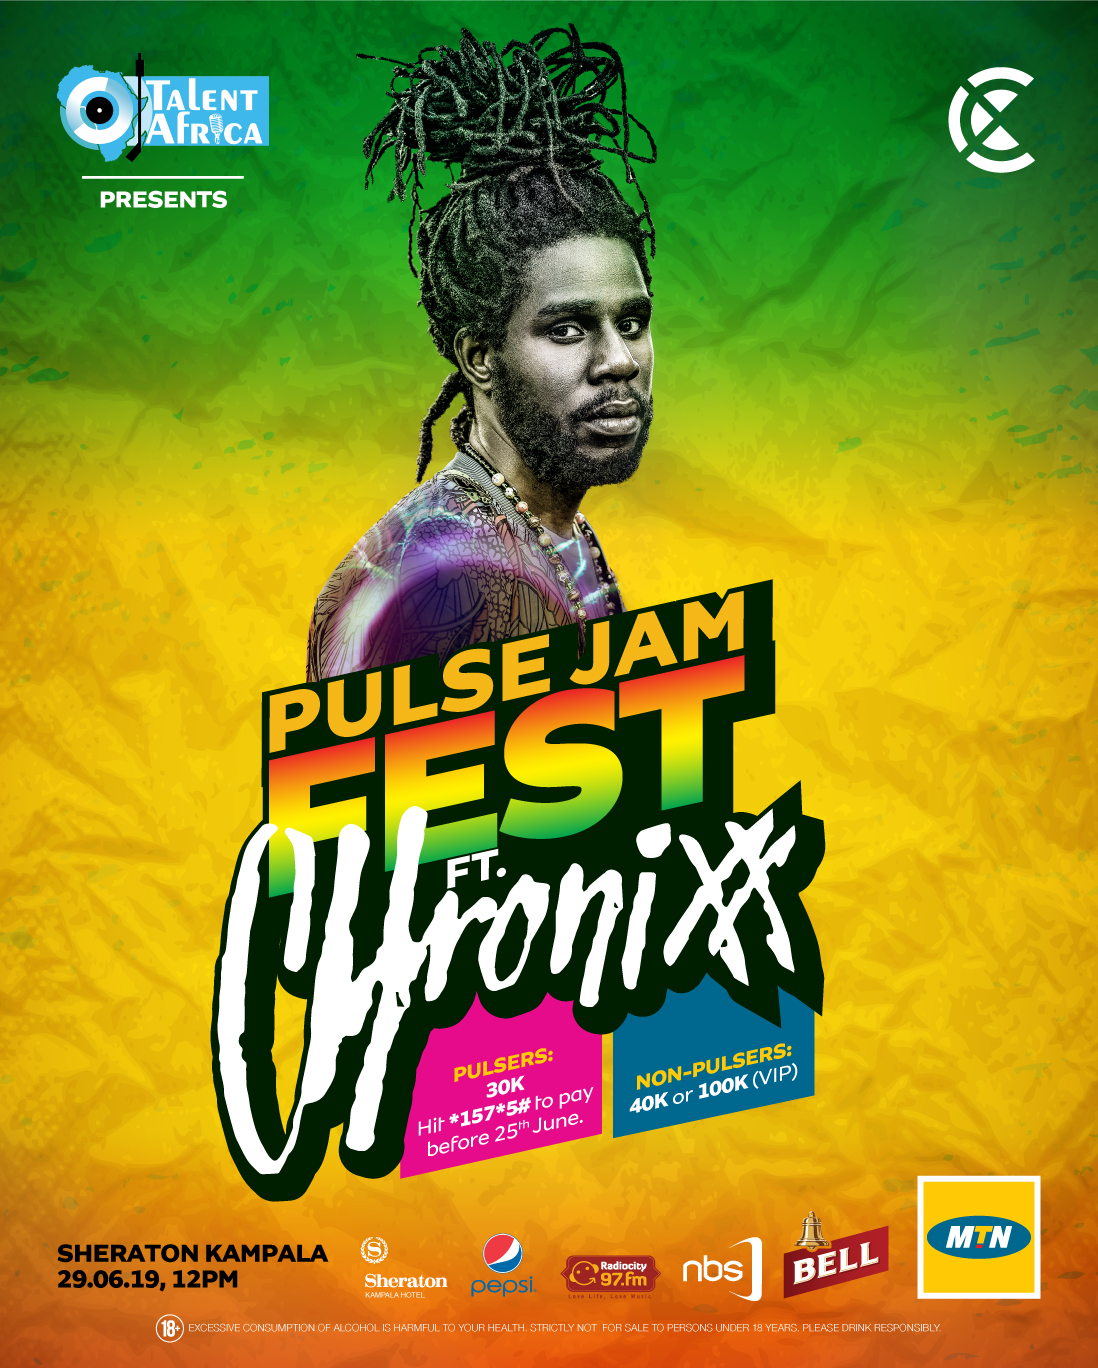 TALENT
AFRICA
PRESENTS
PULSE JAM
FEST
FT.
CHronixx
PULSERS:
30K
Hit *157*5# to pay
before 25th June.
NON-PULSERS:
40K or 100K (VIP)
SHERATON KAMPALA
29.06.19, 12PM
S
Sheraton
KAMPALA HOTEL
pepsi
Radiocity
97.fm
Love Life, Love Music
nbs
BELL
MTN
18+ EXCESSIVE CONSUMPTION OF ALCOHOL IS HARMFUL TO YOUR HEALTH. STRICTLY NOT FOR SALE TO PERSONS UNDER 18 YEARS. PLEASE DRINK RESPONSIBLY.